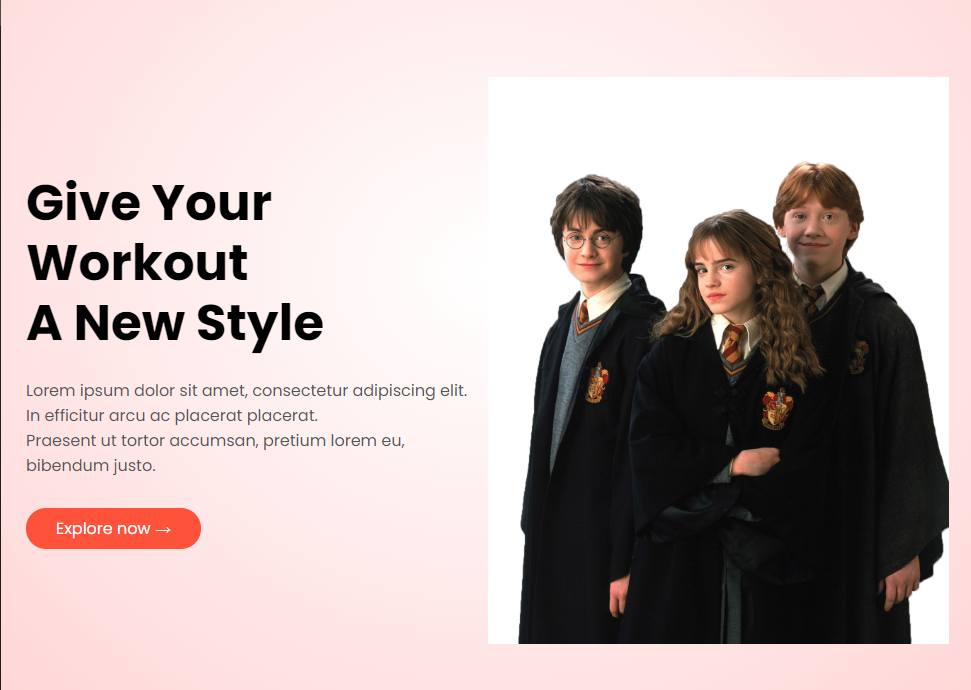 Give Your
Workout
A New Style
Lorem ipsum dolor sit amet, consectetur adipiscing elit.
In efficitur arcu ac placerat placerat.
Praesent ut tortor accumsan, pretium lorem eu,
bibendum justo.
Explore now →